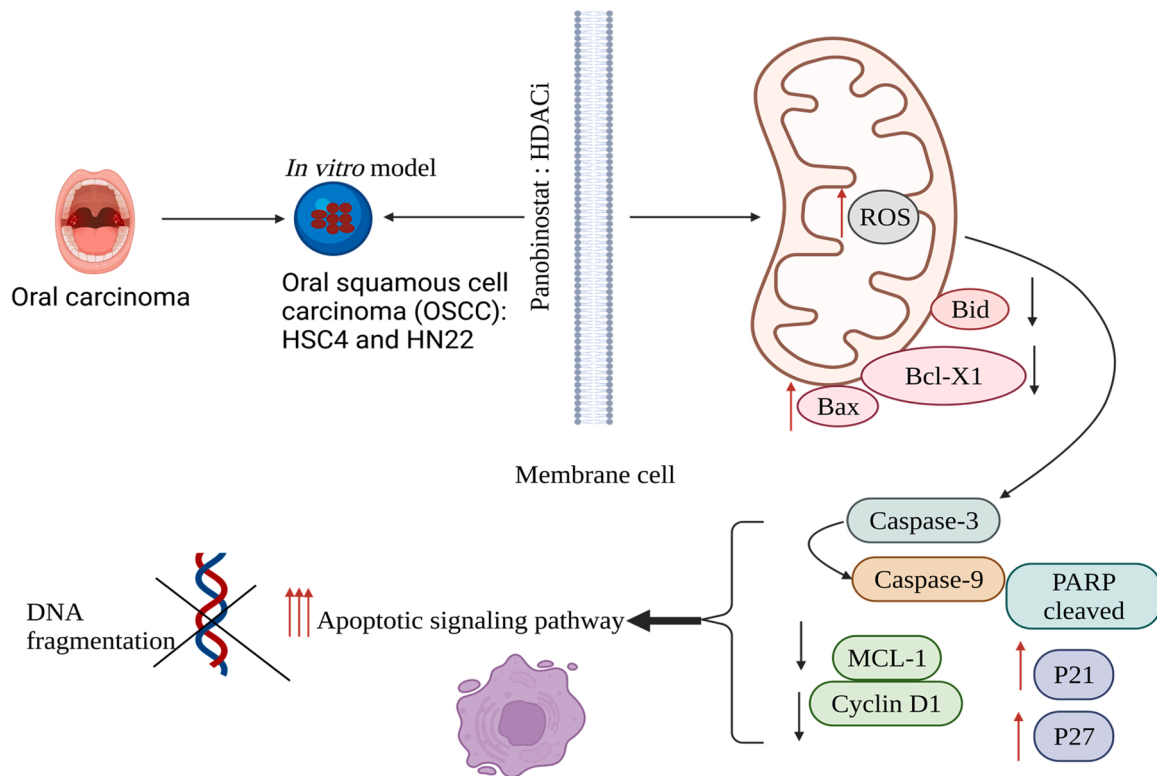 Oral carcinoma
In vitro model
Oral squamous cell
carcinoma (OSCC):
HSC4 and HN22
Panobinostat : HDACi
ROS
Bid
Bcl-X1
Bax
Membrane cell
Caspase-3
Caspase-9
PARP
cleaved
MCL-1
Cyclin D1
P21
P27
Apoptotic signaling pathway
DNA
fragmentation